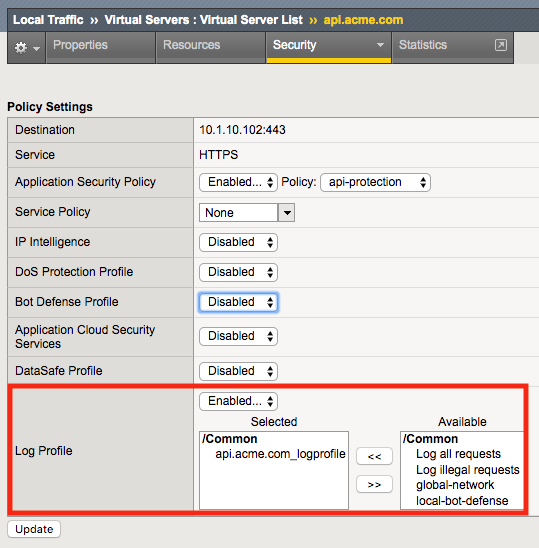 Local Traffic ›› Virtual Servers : Virtual Server List ›› api.acme.com
Properties Resources Security Statistics
Policy Settings
Destination 10.1.10.102:443
Service HTTPS
Application Security Policy Enabled... Policy: api-protection
Service Policy None
IP Intelligence Disabled
DoS Protection Profile Disabled
Bot Defense Profile Disabled
Application Cloud Security
Services Disabled
DataSafe Profile Disabled
Log Profile Enabled...
Selected Available
/Common /Common
api.acme.com_logprofile << Log all requests
Log illegal requests
>> global-network
local-bot-defense
Update